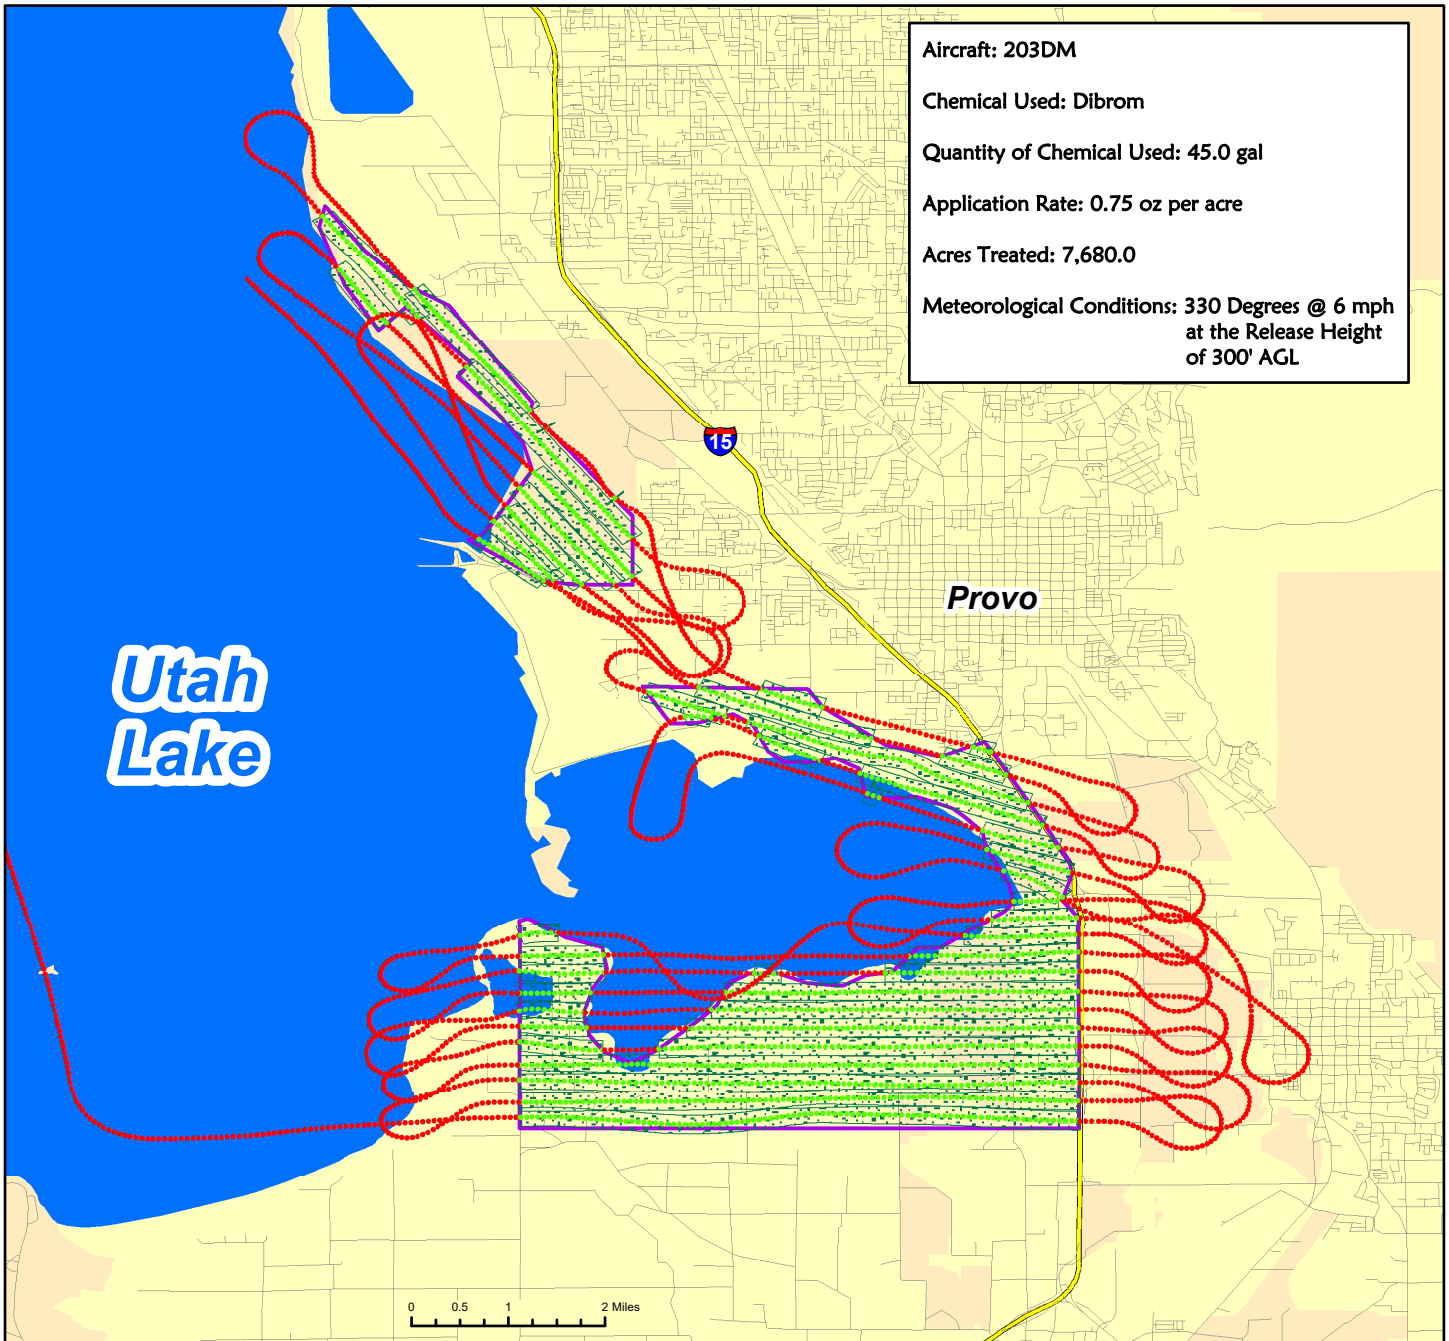 Aircraft: 203DM
Chemical Used: Dibrom
Quantity of Chemical Used: 45.0 gal
Application Rate: 0.75 oz per acre
Acres Treated: 7,680.0
Meteorological Conditions: 330 Degrees @ 6 mph
at the Release Height
of 300' AGL
15
Provo
Utah
Lake
0 0.5 1 2 Miles